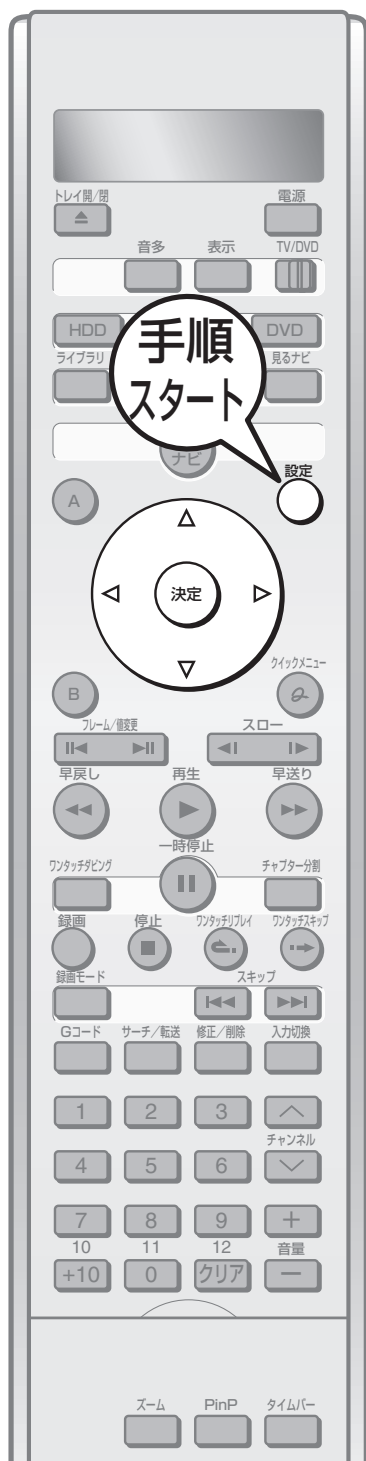 トレイ開/閉 電源
音多 表示 TV/DVD
HDD DVD
手順
スタート
ライブラリ 見るナビ
ナビ
設定
A
決定
クイックメニュー
B
フレーム/値変更 スロー
早戻し 再生 早送り
一時停止
ワンタッチダビング チャプター分割
録画 停止 ワンタッチリプレイ ワンタッチスキップ
録画モード スキップ
Gコード サーチ/転送 修正/削除 入力切換
1 2 3
チャンネル
4 5 6
7 8 9 +
10 11 12 音量
+10 0 クリア −
ズーム PinP タイムバー